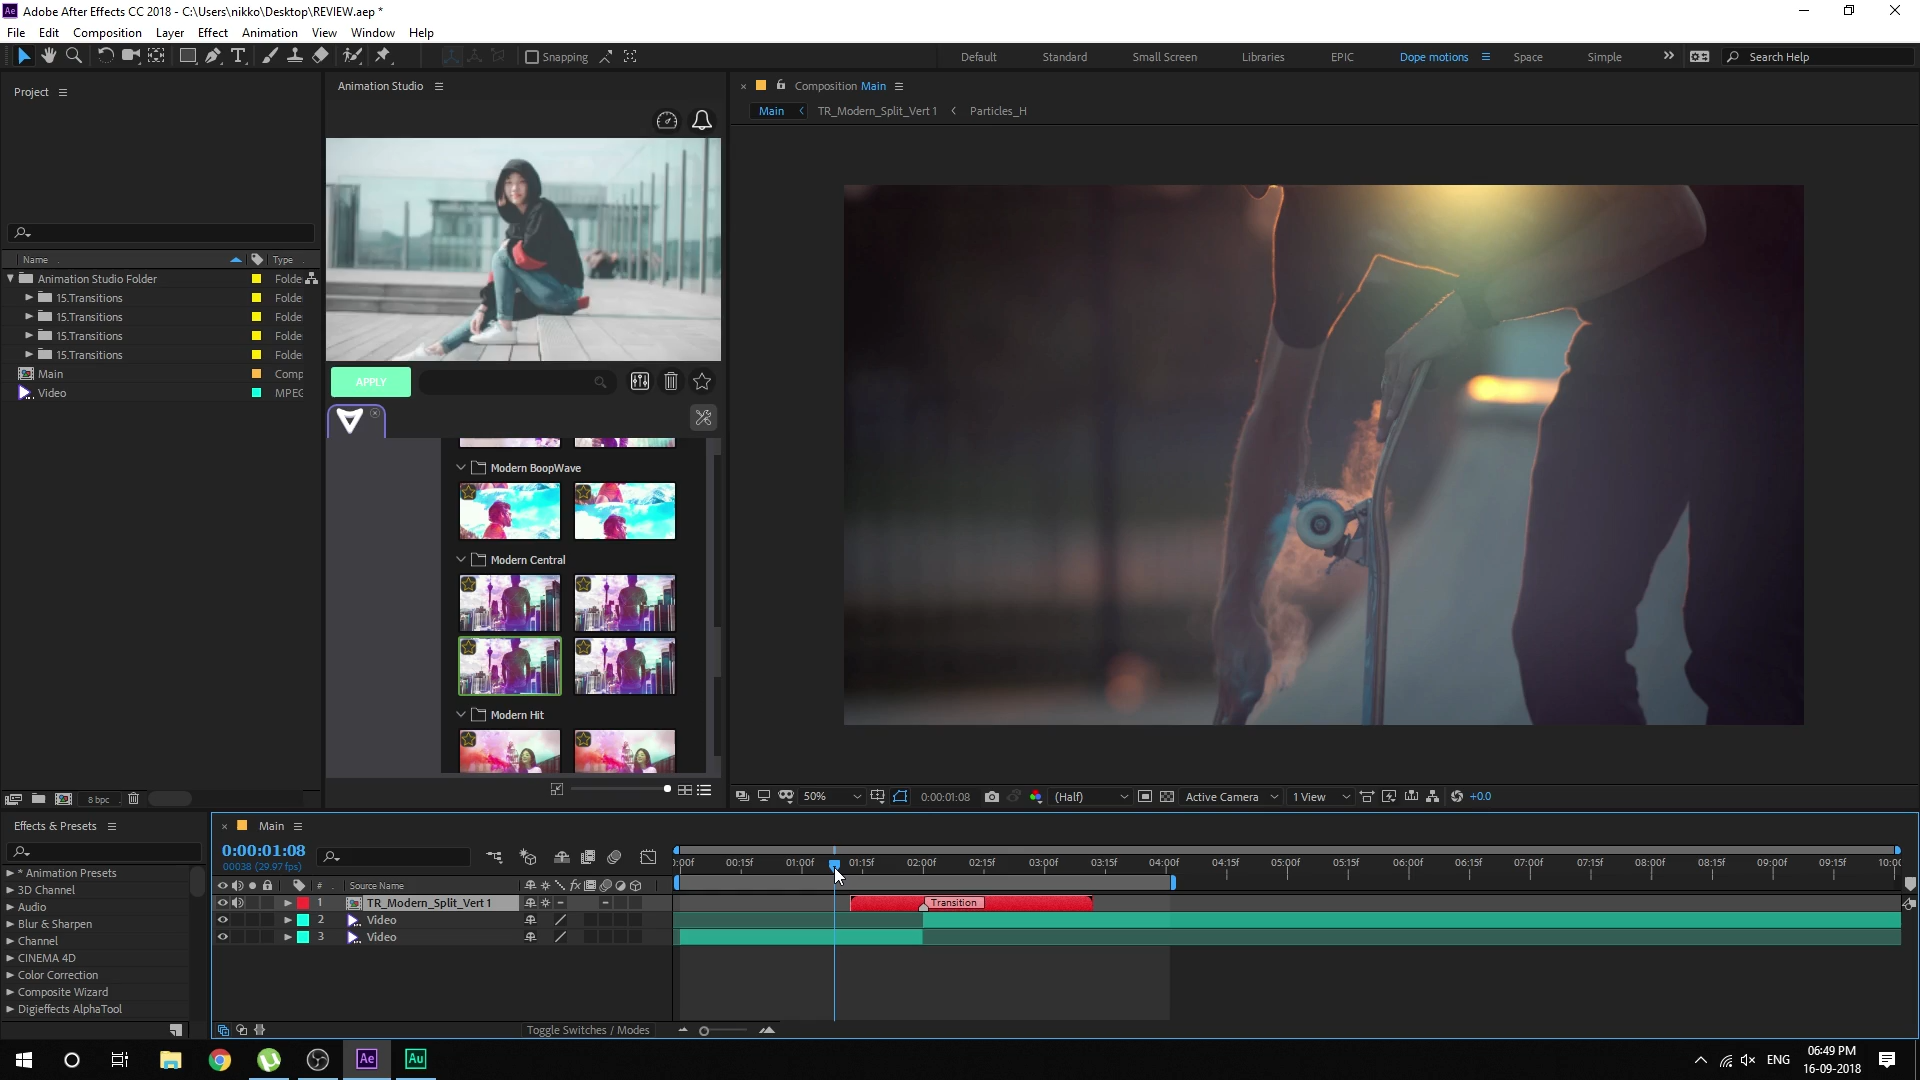 Ae Adobe After Effects CC 2018 - C:\Users\nikko\Desktop\REVIEW.aep *
File Edit Composition Layer Effect Animation View Window Help
Snapping Default Standard Small Screen Libraries EPIC Dope motions Space Simple Search Help
Project
Animation Studio
Composition Main
Main TR_Modern_Split_Vert 1 Particles_H
Name Type
Animation Studio Folder Folde
15.Transitions Folde
15.Transitions Folde
15.Transitions Folde
15.Transitions Folde
Main Comp
Video MPEG
8 bpc
APPLY
Modern BoopWave
Modern Central
Modern Hit
50% 0:00:01:08 (Half) Active Camera 1 View +0.0
Effects & Presets
* Animation Presets
3D Channel
Audio
Blur & Sharpen
Channel
CINEMA 4D
Color Correction
Composite Wizard
Digieffects AlphaTool
Main
0:00:01:08
00038 (29.97 fps)
:00f 00:15f 01:00f 01:15f 02:00f 02:15f 03:00f 03:15f 04:00f 04:15f 05:00f 05:15f 06:00f 06:15f 07:00f 07:15f 08:00f 08:15f 09:00f 09:15f 10:00
# Source Name fx
1 TR_Modern_Split_Vert 1 Transition
2 Video
3 Video
Toggle Switches / Modes
Ae Au ENG 06:49 PM
16-09-2018